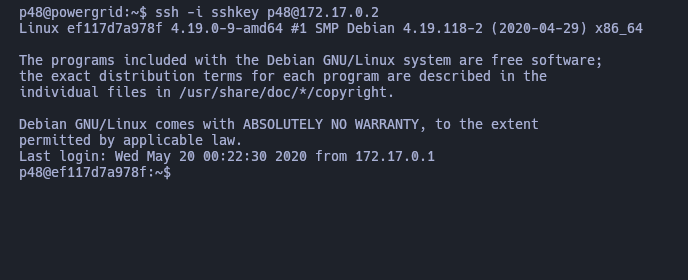 p48@powergrid:~$ ssh -i sshkey p48@172.17.0.2
Linux ef117d7a978f 4.19.0-9-amd64 #1 SMP Debian 4.19.118-2 (2020-04-29) x86_64
The programs included with the Debian GNU/Linux system are free software;
the exact distribution terms for each program are described in the
individual files in /usr/share/doc/*/copyright.
Debian GNU/Linux comes with ABSOLUTELY NO WARRANTY, to the extent
permitted by applicable law.
Last login: Wed May 20 00:22:30 2020 from 172.17.0.1
p48@ef117d7a978f:~$